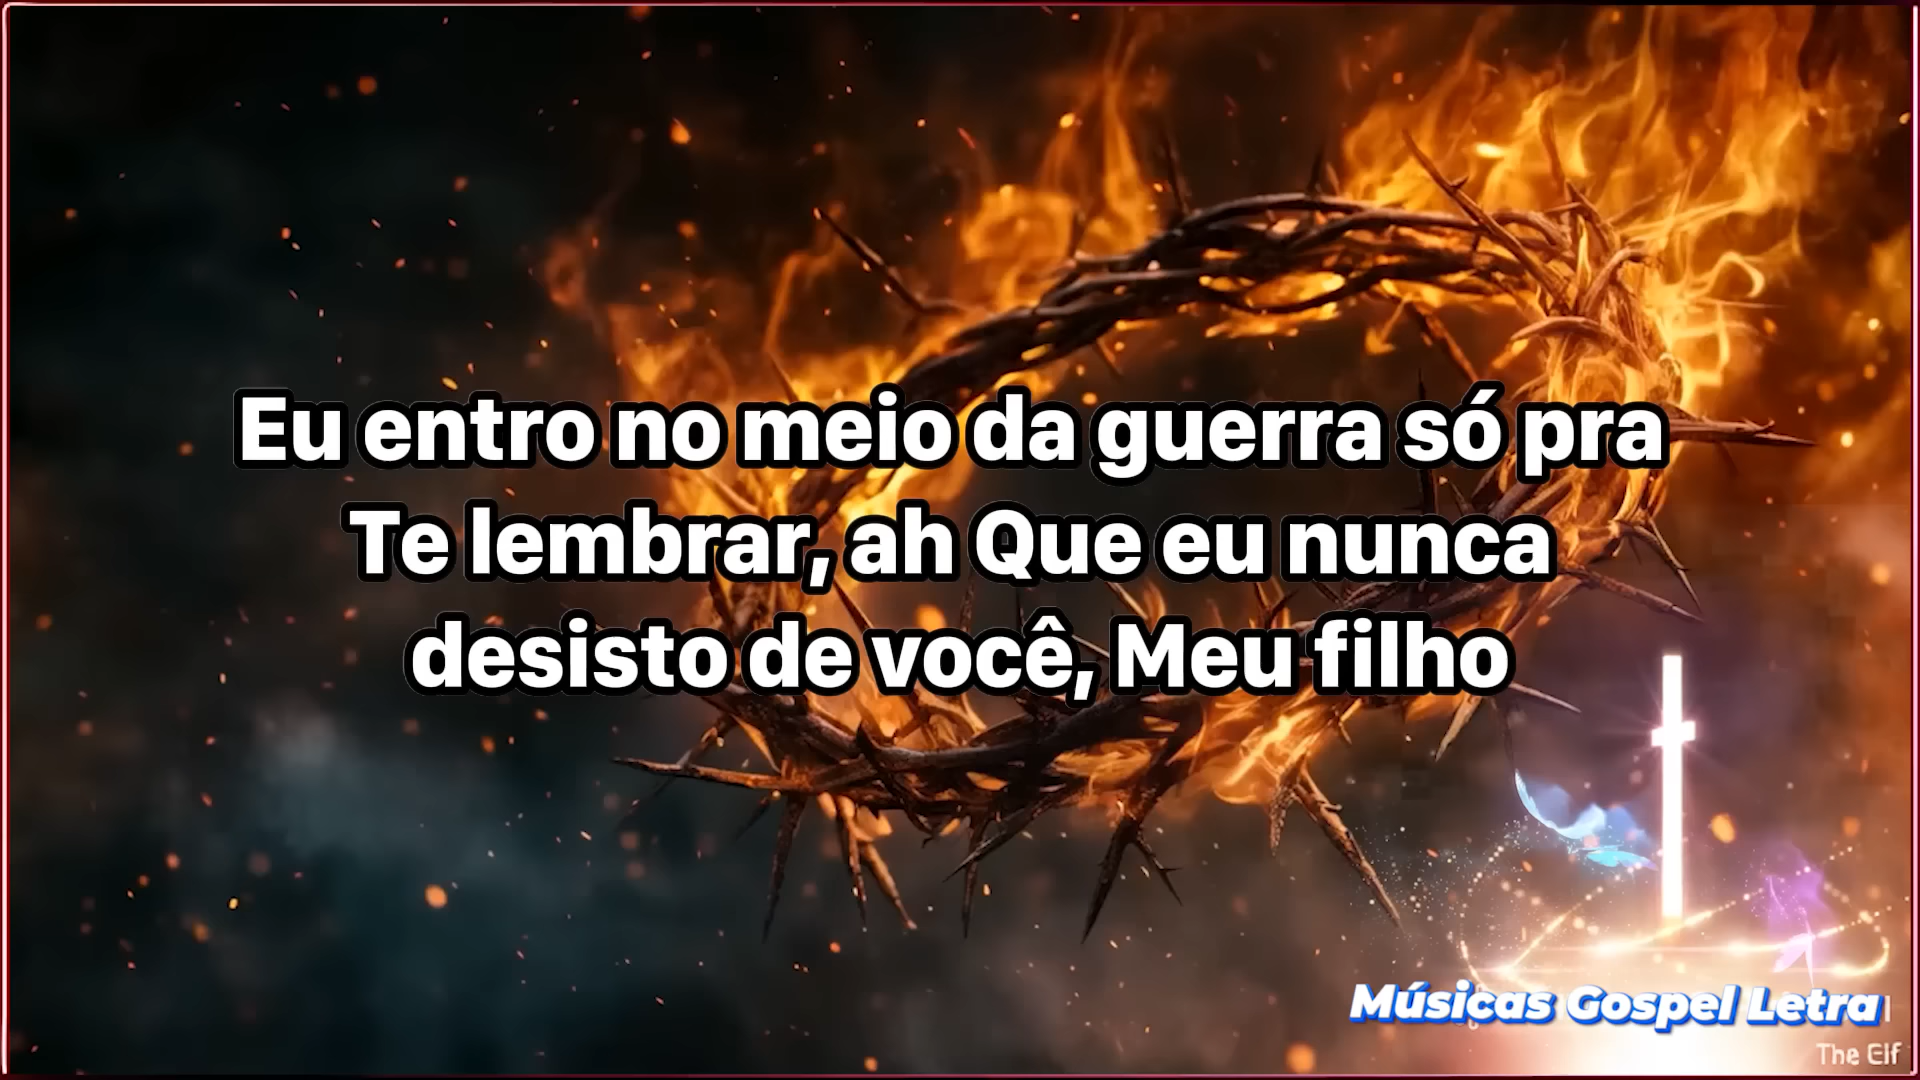 Eu entro no meio da guerra só pra
Te lembrar, ah Que eu nunca
desisto de você, Meu filho
Músicas Gospel Letra
The Elf